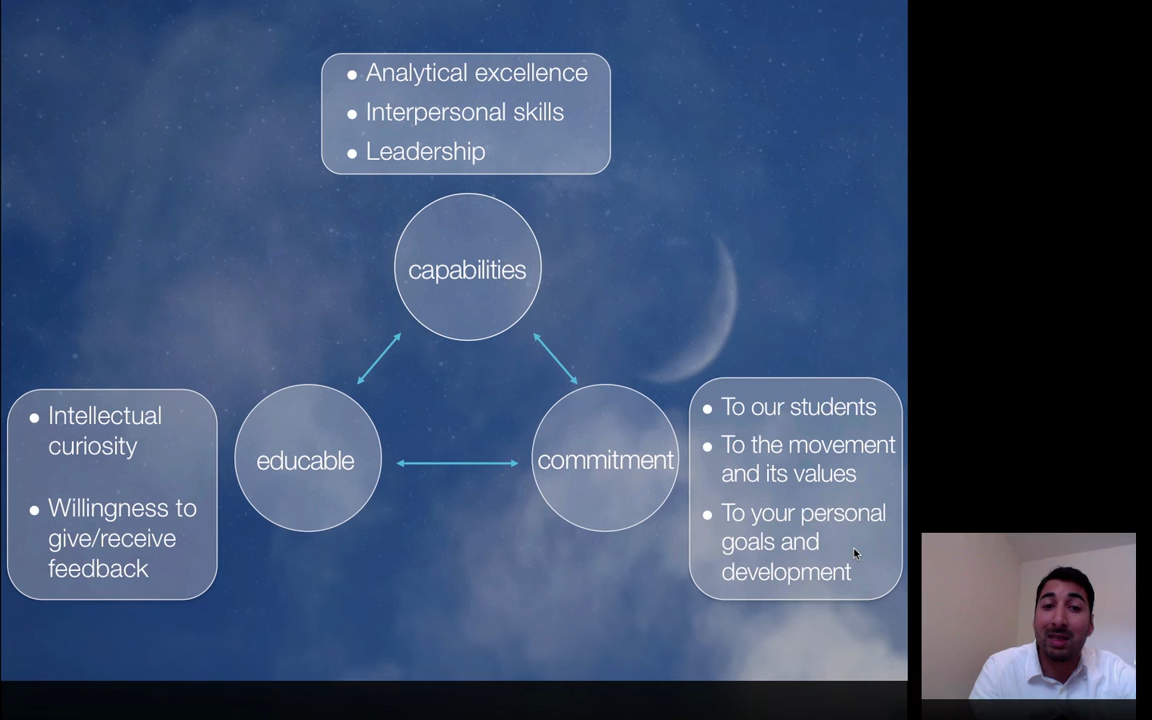 • Analytical excellence
• Interpersonal skills
• Leadership
capabilities
• Intellectual
curiosity
• Willingness to
give/receive
feedback
educable
commitment
• To our students
• To the movement
and its values
• To your personal
goals and
development